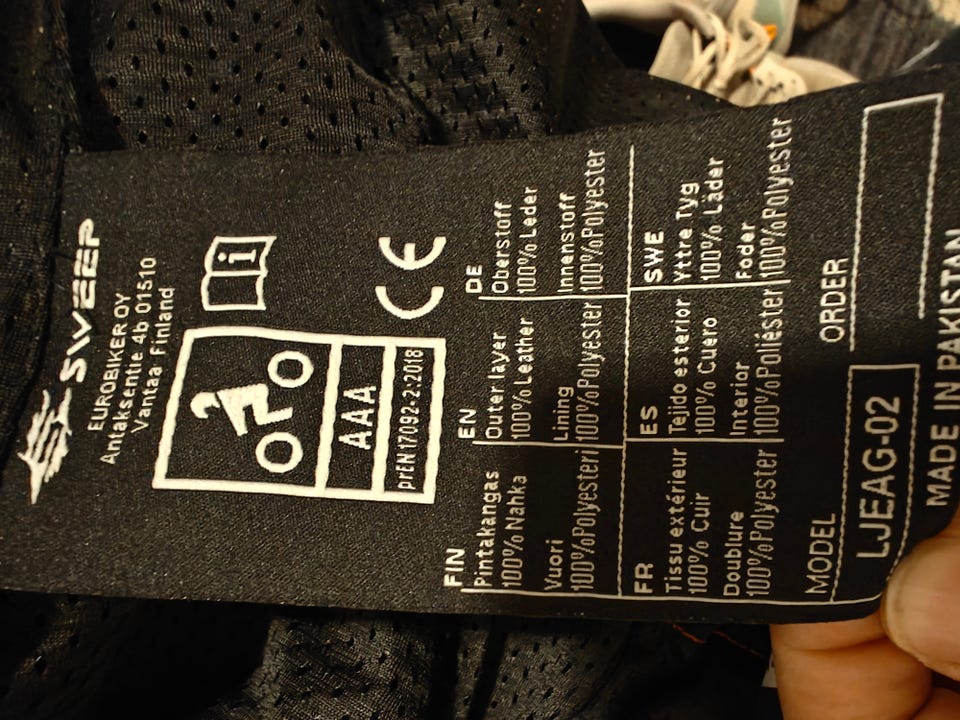 SWEEP
EUROBIKER OY
Antaksentie 4b 01510
Vantaa Finland
i
AAA
prEN17092-2:2018
CE
FIN
Pintakangas
100% Nahka
Vuori
100%Polyesteri
EN
Outer layer
100% Leather
Lining
100%Polyester
DE
Oberstoff
100% Leder
Innenstoff
100%Polyester
FR
Tissu extérieur
100% Cuir
Doublure
100%Polyester
ES
Tejido esterior
100% Cuero
Interior
100%Poliéster
SWE
Yttre Tyg
100% Läder
Foder
100%Polyester
MODEL
LJEAG-02
ORDER
MADE IN PAKISTAN